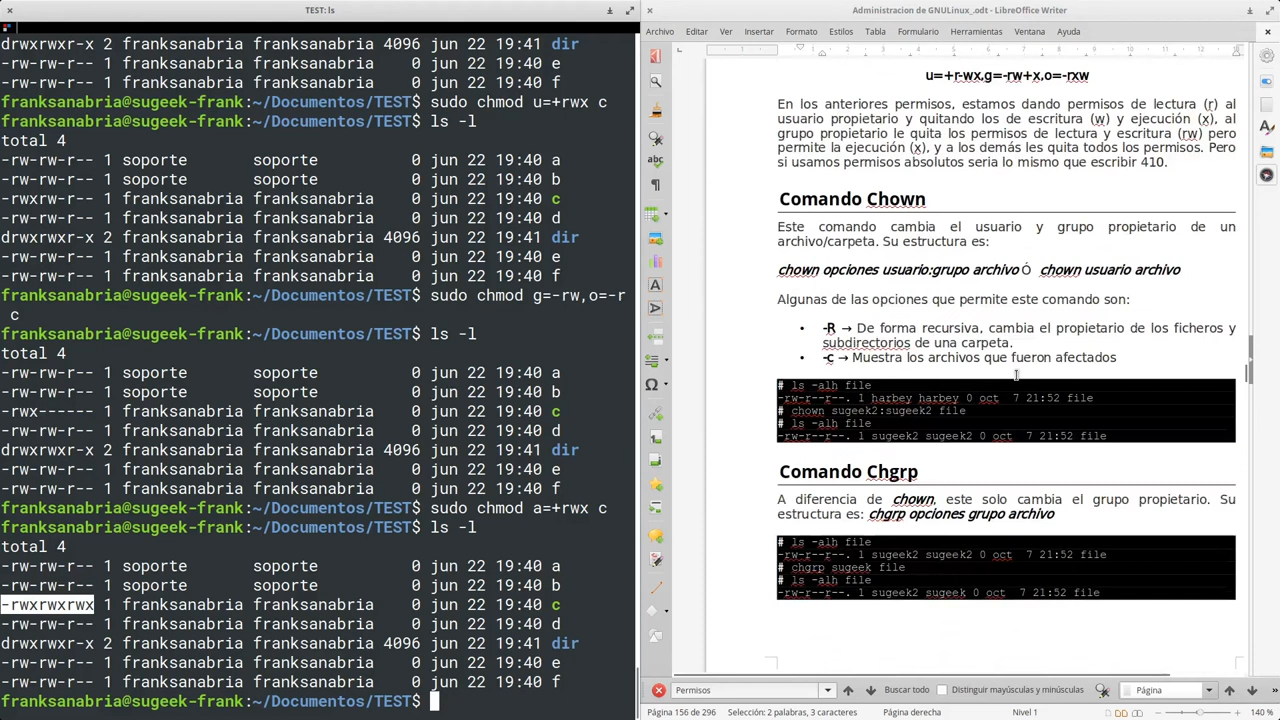 TEST: ls
drwxrwxr-x 2 franksanabria franksanabria 4096 jun 22 19:41 dir
-rw-rw-r-- 1 franksanabria franksanabria 0 jun 22 19:40 e
-rw-rw-r-- 1 franksanabria franksanabria 0 jun 22 19:40 f
franksanabria@sugeek-frank:~/Documentos/TEST$ sudo chmod u=+rwx c
franksanabria@sugeek-frank:~/Documentos/TEST$ ls -l
total 4
-rw-rw-r-- 1 soporte soporte 0 jun 22 19:40 a
-rw-rw-r-- 1 soporte soporte 0 jun 22 19:40 b
-rwxrw-r-- 1 franksanabria franksanabria 0 jun 22 19:40 c
-rw-rw-r-- 1 franksanabria franksanabria 0 jun 22 19:40 d
drwxrwxr-x 2 franksanabria franksanabria 4096 jun 22 19:41 dir
-rw-rw-r-- 1 franksanabria franksanabria 0 jun 22 19:40 e
-rw-rw-r-- 1 franksanabria franksanabria 0 jun 22 19:40 f
franksanabria@sugeek-frank:~/Documentos/TEST$ sudo chmod g=-rw,o=-r
c
franksanabria@sugeek-frank:~/Documentos/TEST$ ls -l
total 4
-rw-rw-r-- 1 soporte soporte 0 jun 22 19:40 a
-rw-rw-r-- 1 soporte soporte 0 jun 22 19:40 b
-rwx------ 1 franksanabria franksanabria 0 jun 22 19:40 c
-rw-rw-r-- 1 franksanabria franksanabria 0 jun 22 19:40 d
drwxrwxr-x 2 franksanabria franksanabria 4096 jun 22 19:41 dir
-rw-rw-r-- 1 franksanabria franksanabria 0 jun 22 19:40 e
-rw-rw-r-- 1 franksanabria franksanabria 0 jun 22 19:40 f
franksanabria@sugeek-frank:~/Documentos/TEST$ sudo chmod a=+rwx c
franksanabria@sugeek-frank:~/Documentos/TEST$ ls -l
total 4
-rw-rw-r-- 1 soporte soporte 0 jun 22 19:40 a
-rw-rw-r-- 1 soporte soporte 0 jun 22 19:40 b
-rwxrwxrwx 1 franksanabria franksanabria 0 jun 22 19:40 c
-rw-rw-r-- 1 franksanabria franksanabria 0 jun 22 19:40 d
drwxrwxr-x 2 franksanabria franksanabria 4096 jun 22 19:41 dir
-rw-rw-r-- 1 franksanabria franksanabria 0 jun 22 19:40 e
-rw-rw-r-- 1 franksanabria franksanabria 0 jun 22 19:40 f
franksanabria@sugeek-frank:~/Documentos/TEST$
Administracion de GNULinux_.odt - LibreOffice Writer
Archivo Editar Ver Insertar Formato Estilos Tabla Formulario Herramientas Ventana Ayuda
1 2 3 4 5 6 7 8 9 10 11 12 13
u=+r-wx,g=-rw+x,o=-rxw
En los anteriores permisos, estamos dando permisos de lectura (r) al
usuario propietario y quitando los de escritura (w) y ejecución (x), al
grupo propietario le quita los permisos de lectura y escritura (rw) pero
permite la ejecución (x), y a los demás les quita todos los permisos. Pero
si usamos permisos absolutos seria lo mismo que escribir 410.
Comando Chown
Este comando cambia el usuario y grupo propietario de un
archivo/carpeta. Su estructura es:
chown opciones usuario:grupo archivo Ó chown usuario archivo
Algunas de las opciones que permite este comando son:
• -R → De forma recursiva, cambia el propietario de los ficheros y
subdirectorios de una carpeta.
• -c → Muestra los archivos que fueron afectados
# ls -alh file
-rw-r--r--. 1 harbey harbey 0 oct 7 21:52 file
# chown sugeek2:sugeek2 file
# ls -alh file
-rw-r--r--. 1 sugeek2 sugeek2 0 oct 7 21:52 file
Comando Chgrp
A diferencia de chown, este solo cambia el grupo propietario. Su
estructura es: chgrp opciones grupo archivo
# ls -alh file
-rw-r--r--. 1 sugeek2 sugeek2 0 oct 7 21:52 file
# chgrp sugeek file
# ls -alh file
-rw-r--r--. 1 sugeek2 sugeek 0 oct 7 21:52 file
Permisos Buscar todo Distinguir mayúsculas y minúsculas Página
Página 156 de 296 Selección: 2 palabras, 3 caracteres Página derecha Nivel 1 140 %